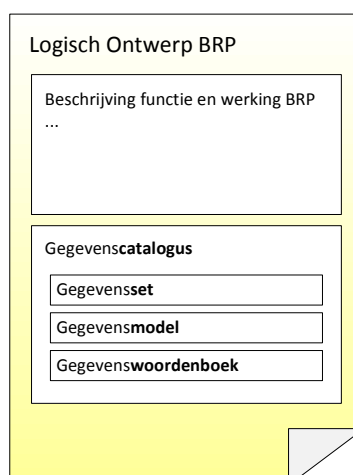 Logisch Ontwerp BRP
Beschrijving functie en werking BRP
...
Gegevenscatalogus
Gegevensset
Gegevensmodel
Gegevenswoordenboek